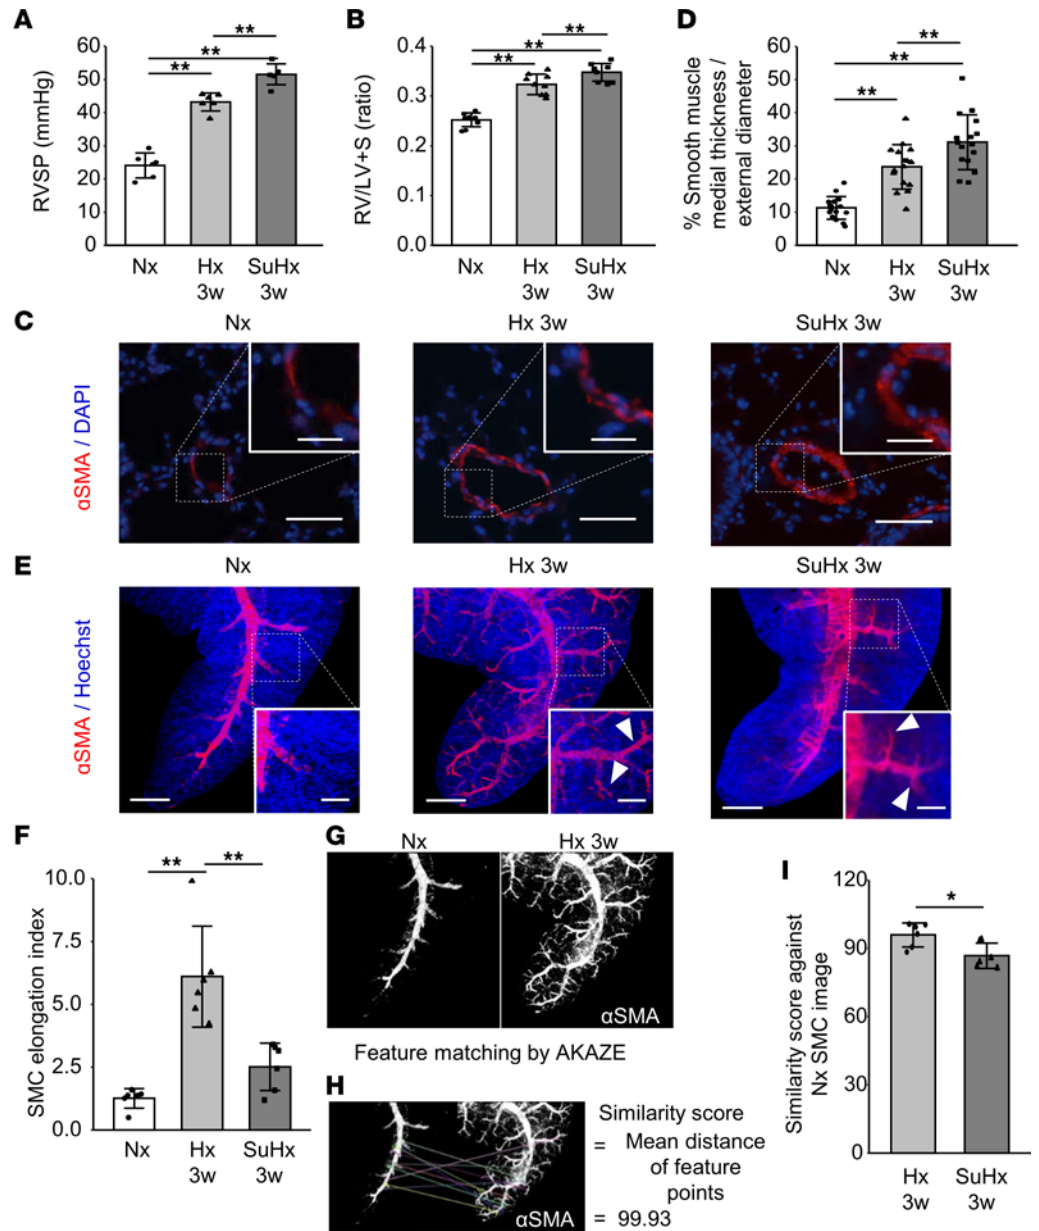 A
B
D
**
**
**
RVSP (mmHg)
60
50
40
30
20
10
0
Nx
Hx
3w
SuHx
3w
**
**
**
RV/LV+S (ratio)
0.4
0.3
0.2
0.1
0.0
Nx
Hx
3w
SuHx
3w
**
**
**
% Smooth muscle
medial thickness /
external diameter
60
50
40
30
20
10
0
Nx
Hx
3w
SuHx
3w
C
Nx
Hx 3w
SuHx 3w
αSMA / DAPI
E
Nx
Hx 3w
SuHx 3w
αSMA / Hoechst
F
**
**
SMC elongation index
10.0
7.5
5.0
2.5
0.0
Nx
Hx
3w
SuHx
3w
G
Nx
Hx 3w
αSMA
Feature matching by AKAZE
H
αSMA
Similarity score
= Mean distance
of feature
points
= 99.93
I
*
Similarity score against
Nx SMC image
120
90
60
30
0
Hx
3w
SuHx
3w